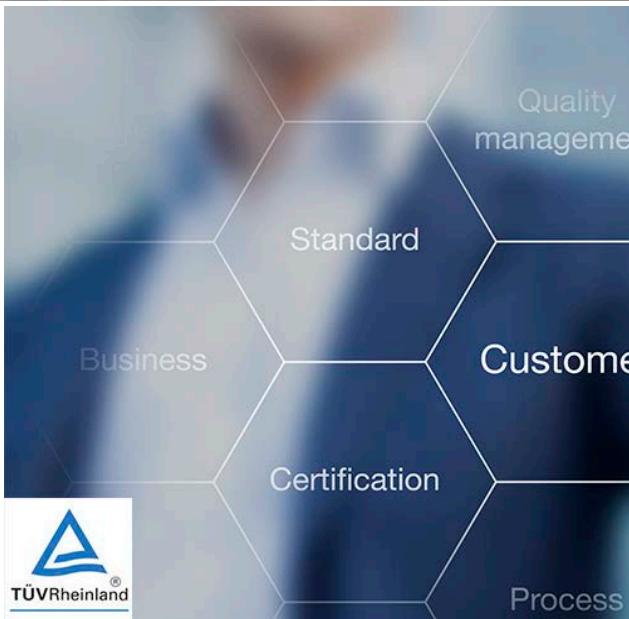 Quality
manageme
Standard
Business
Custome
Certification
TÜVRheinland®
Process